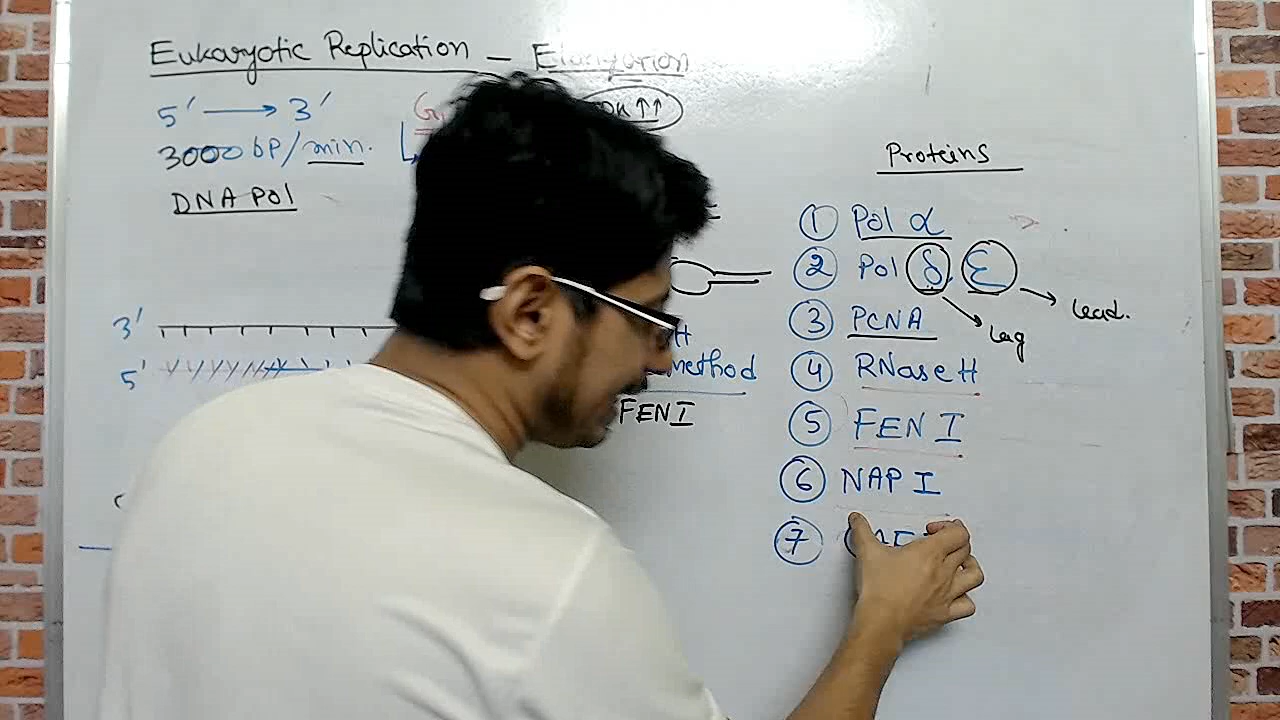 Eukaryotic Replication — Elongation
5' → 3'
3000 bp/min.
DNA Pol
↑↑
3'
5'
H
method
FEN I
Proteins
① Pol α
② Pol δ, ε
lead.
lag
③ PCNA
④ RNase H
⑤ FEN I
⑥ NAP I
⑦